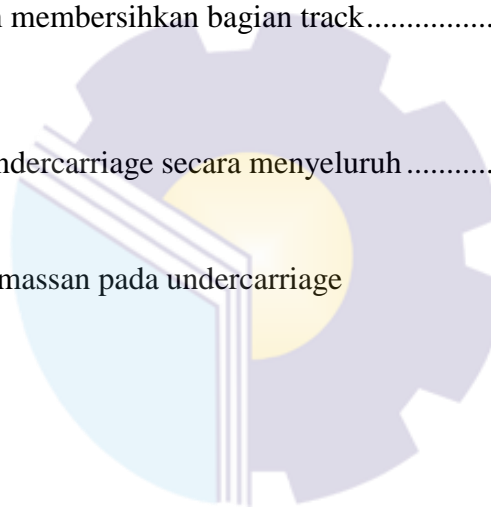 membersihkan bagian track...............
ndercarriage secara menyeluruh...........
massan pada undercarriage